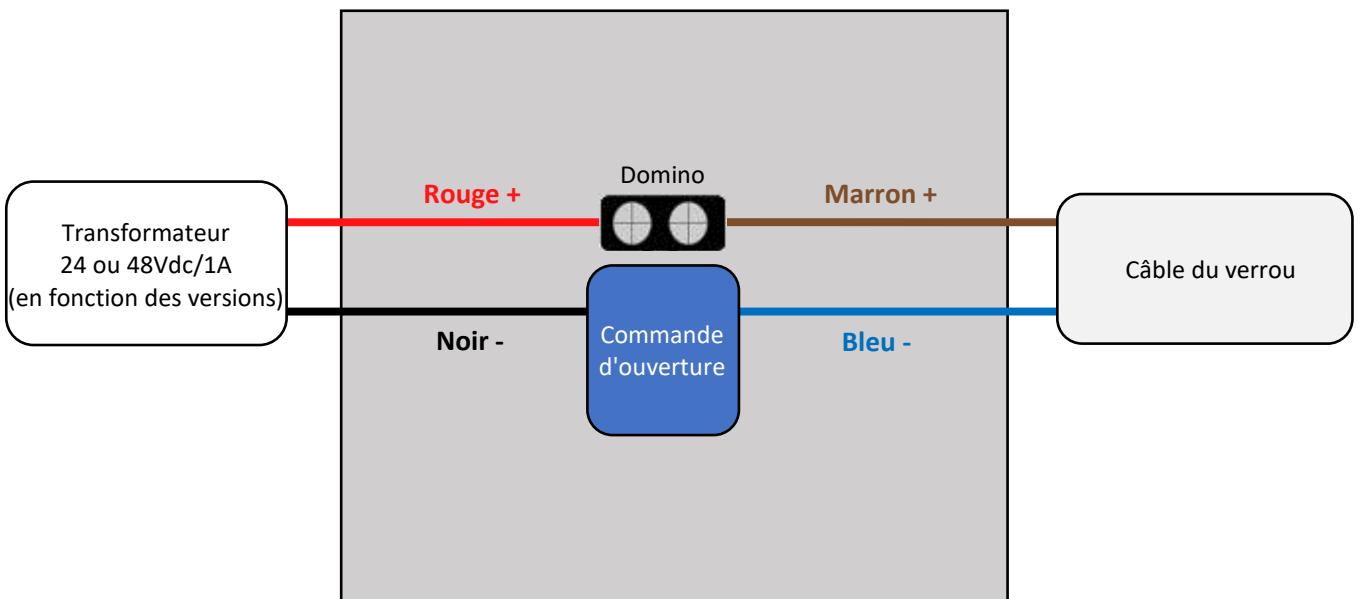 Domino
Rouge +
Marron +
Transformateur
24 ou 48Vdc/1A
(en fonction des versions)
Câble du verrou
Noir -
Commande
d'ouverture
Bleu -